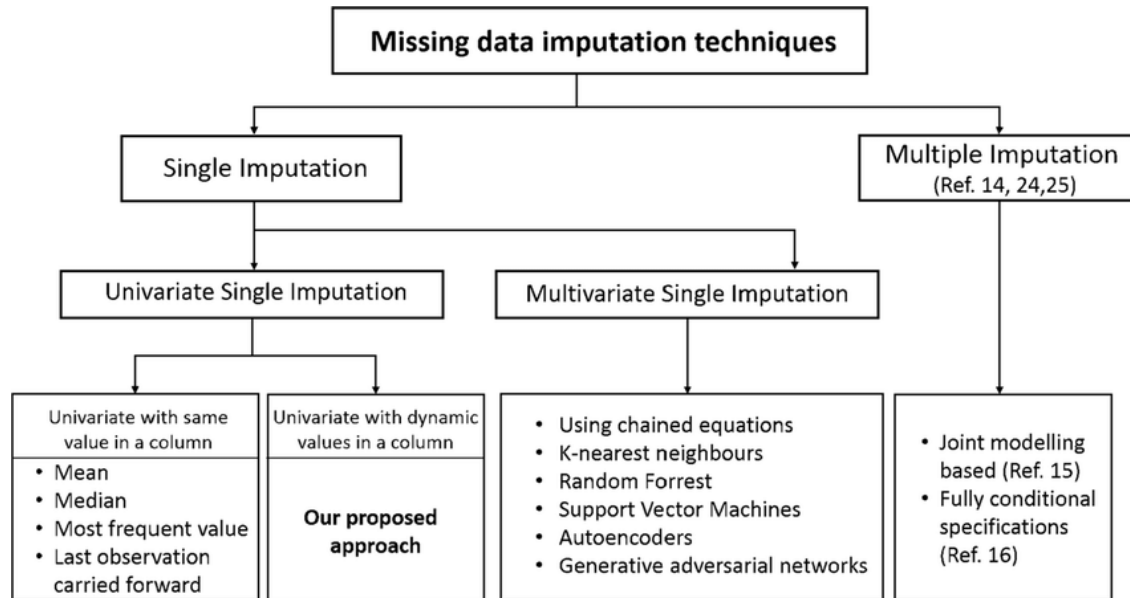 Missing data imputation techniques
Single Imputation
Multiple Imputation
(Ref. 14, 24,25)
Univariate Single Imputation
Multivariate Single Imputation
Univariate with same
value in a column
• Mean
• Median
• Most frequent value
• Last observation
carried forward
Univariate with dynamic
values in a column
Our proposed
approach
• Using chained equations
• K-nearest neighbours
• Random Forrest
• Support Vector Machines
• Autoencoders
• Generative adversarial networks
• Joint modelling
based (Ref. 15)
• Fully conditional
specifications
(Ref. 16)